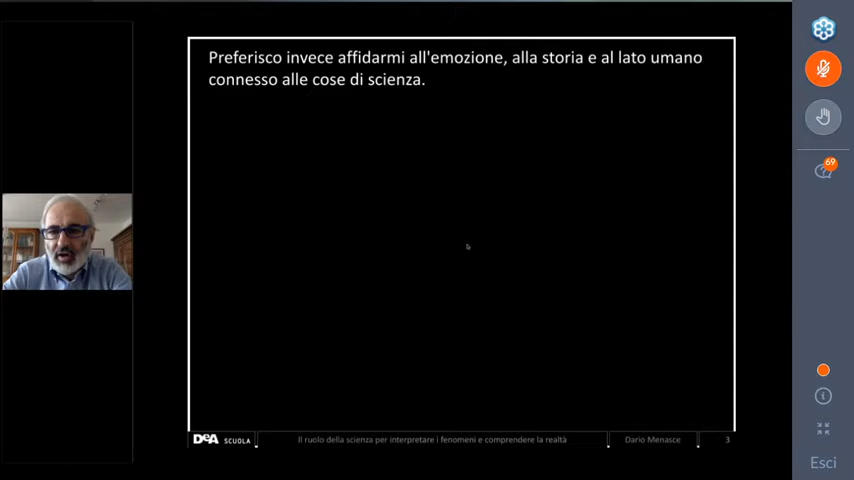 Preferisco invece affidarmi all'emozione, alla storia e al lato umano
connesso alle cose di scienza.
69
DeA SCUOLA
Il ruolo della scienza per interpretare i fenomeni e comprendere la realtà
Dario Menasce
3
Esci